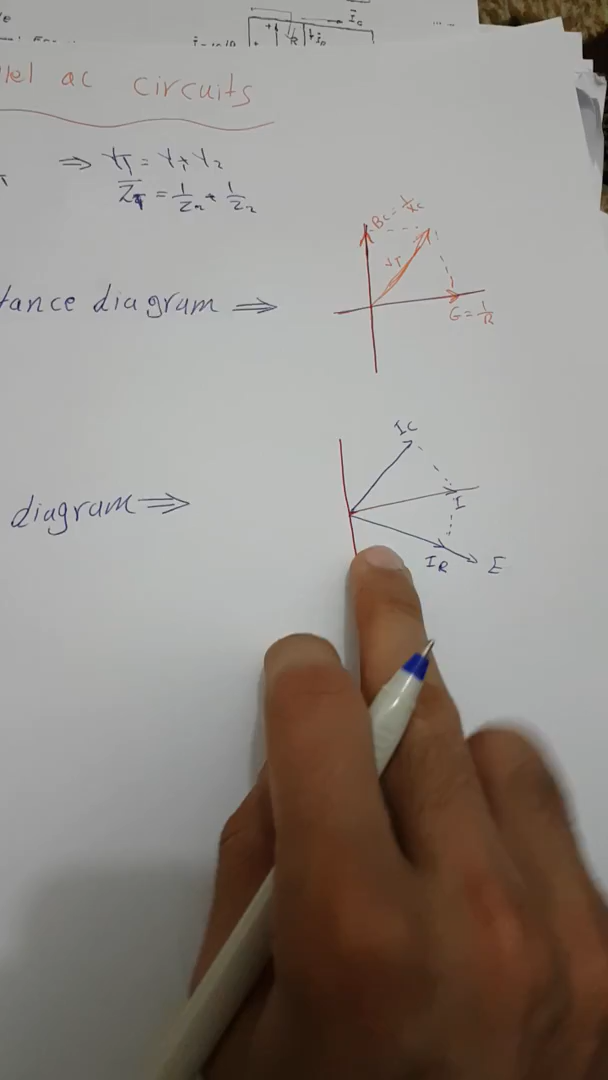 llel ac circuits
⇒ YT = Y1 + Y2
ZT = 1/Z1 + 1/Z2
Bc = 1/Xc
YT
tance diagram ⇒
G = 1/R
IC
diagram ⇒
I
IR
E